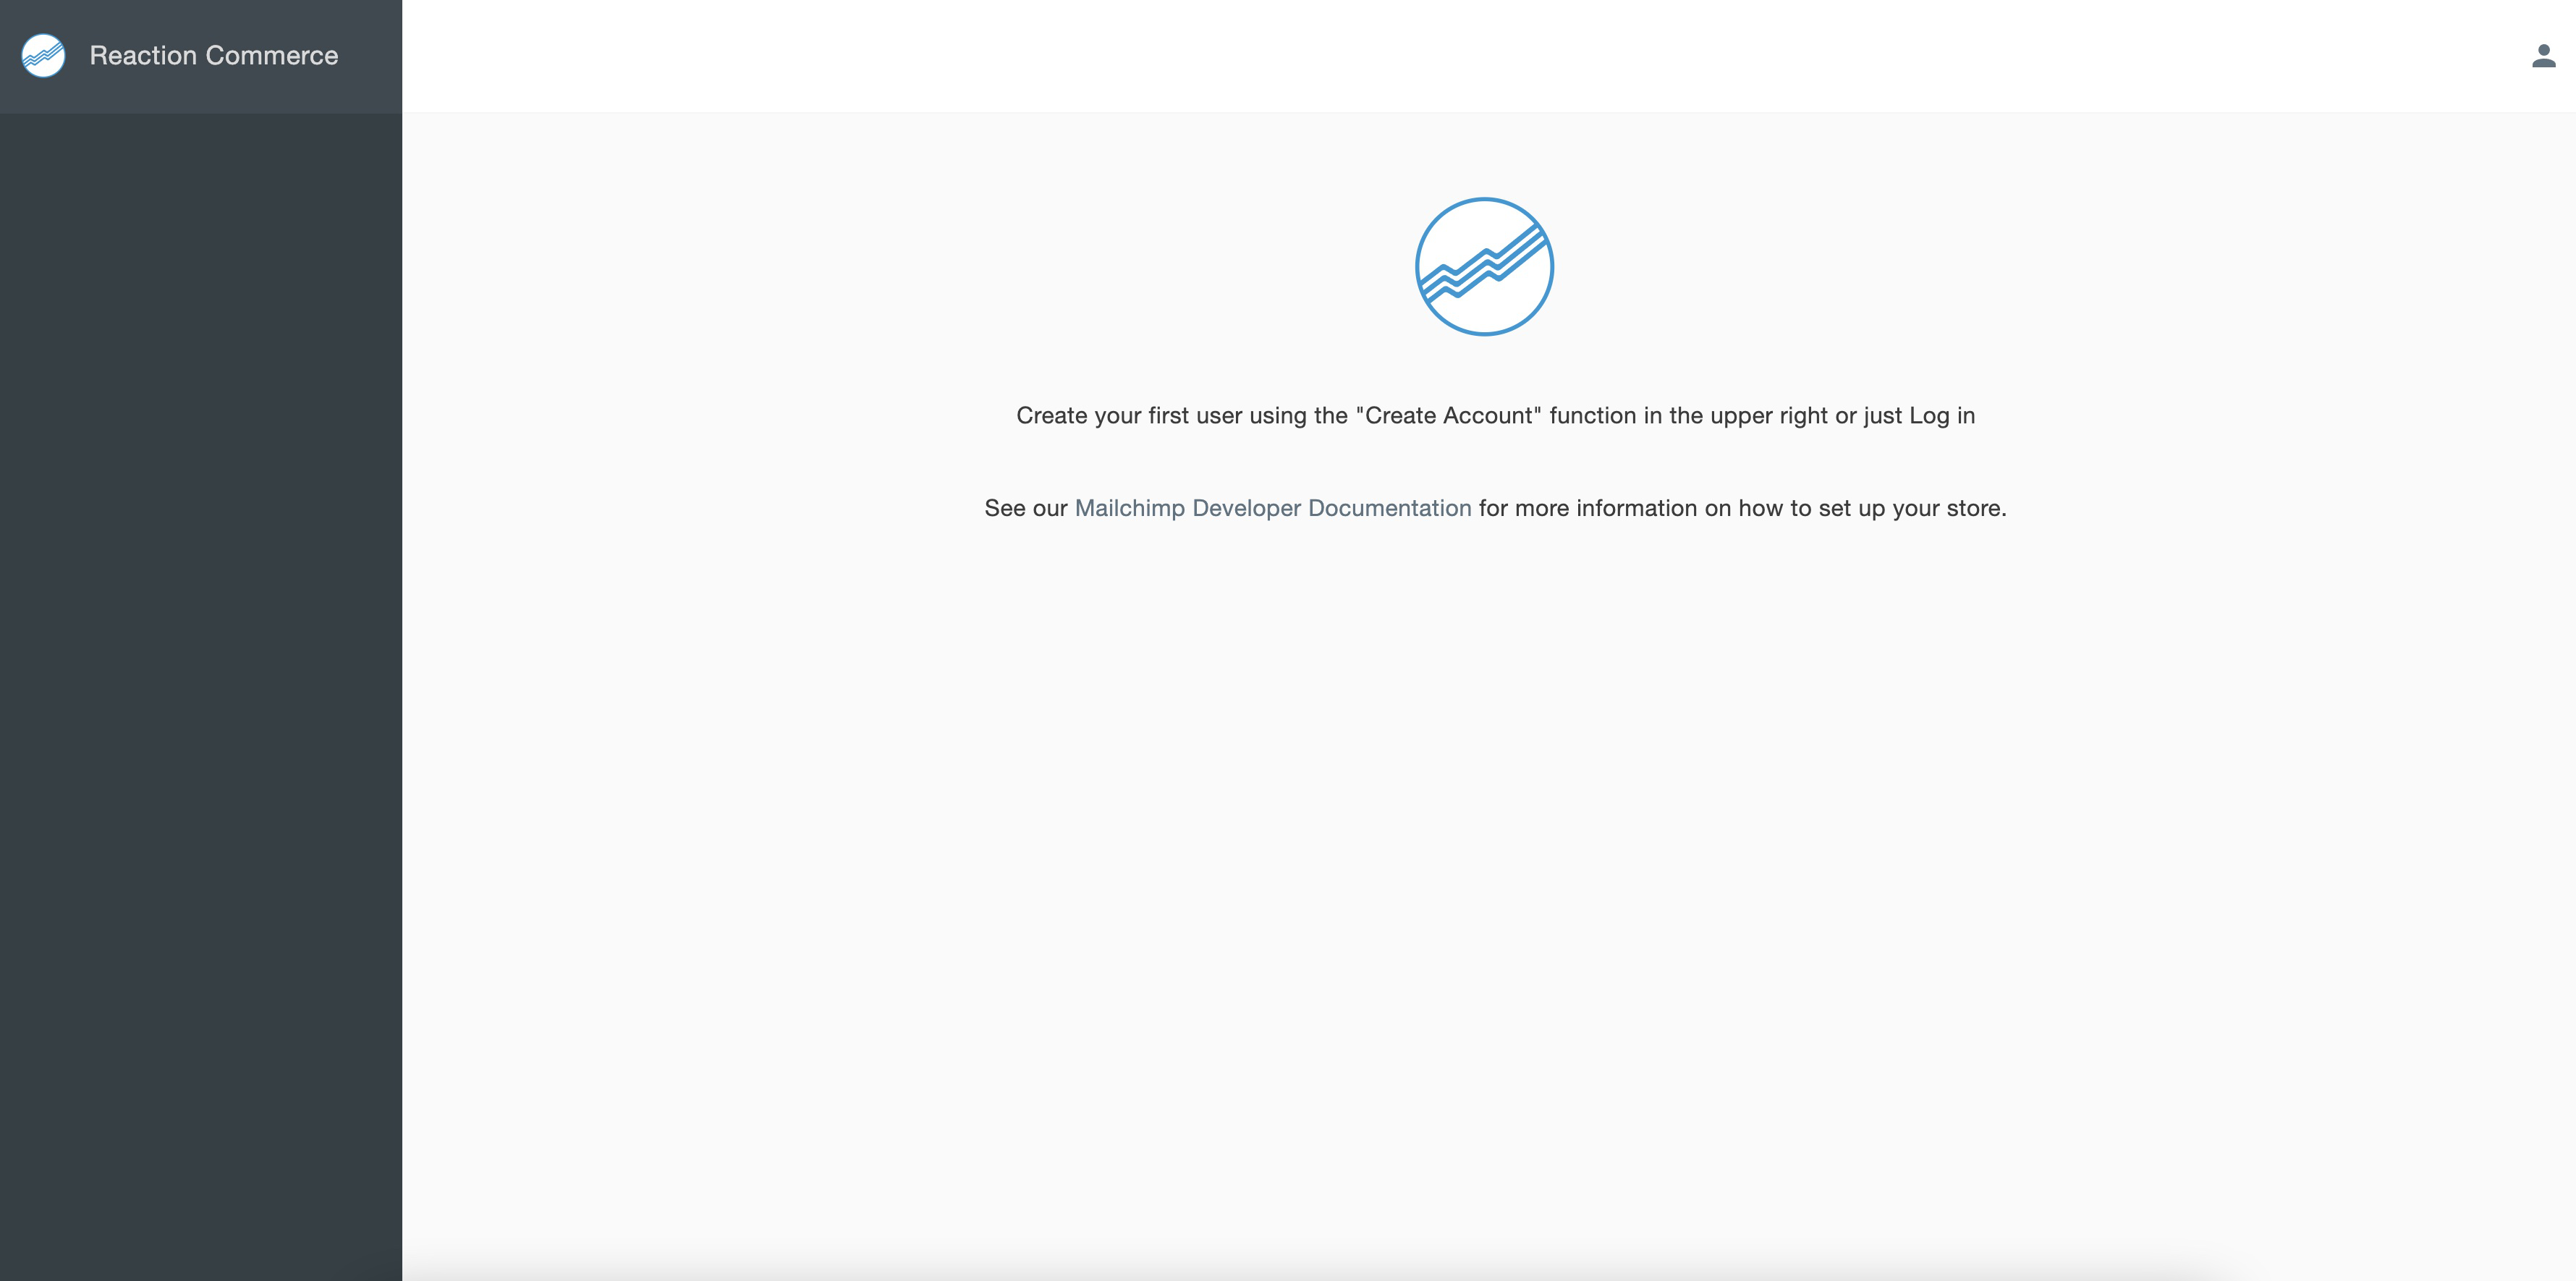 Reaction Commerce
Create your first user using the "Create Account" function in the upper right or just Log in
See our Mailchimp Developer Documentation for more information on how to set up your store.